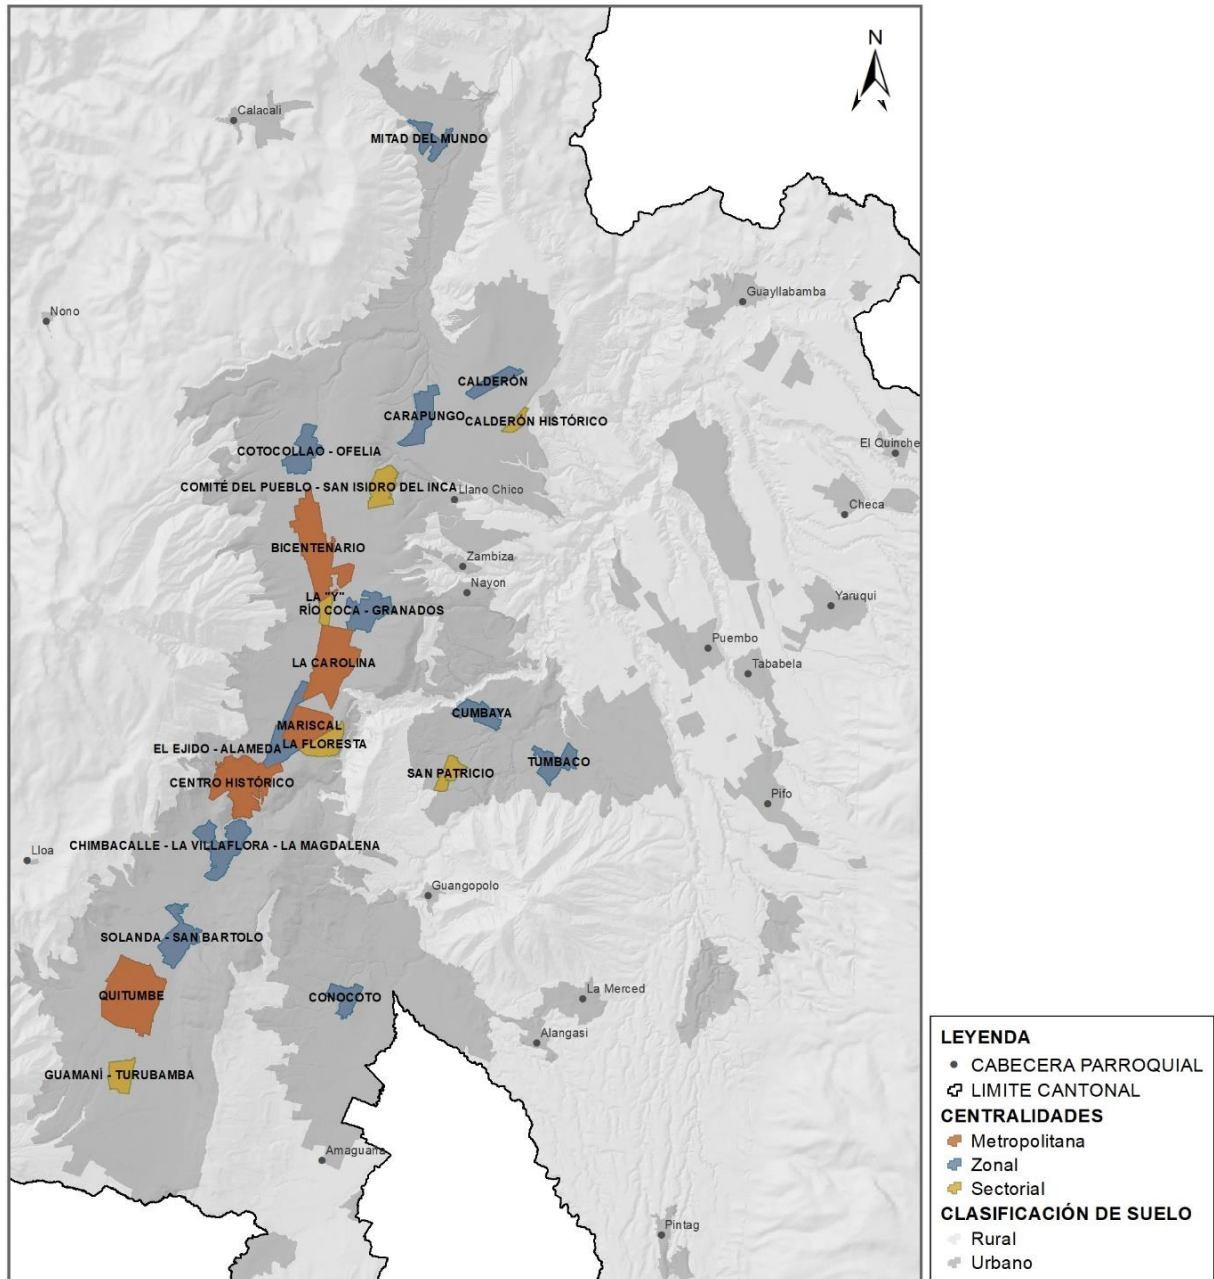 N
Calacali
MITAD DEL MUNDO
Guayllabamba
Nono
CALDERÓN
CARAPUNGO
CALDERÓN HISTÓRICO
El Quinche
COTOCOLLAO - OFELIA
COMITÉ DEL PUEBLO - SAN ISIDRO DEL INCA
Llano Chico
Checa
BICENTENARIO
Zambiza
Nayon
LA "Y"
Yaruqui
RÍO COCA - GRANADOS
Puembo
LA CAROLINA
Tababela
CUMBAYA
MARISCAL
LA FLORESTA
EL EJIDO - ALAMEDA
TUMBACO
SAN PATRICIO
CENTRO HISTÓRICO
Pifo
CHIMBACALLE - LA VILLAFLORA - LA MAGDALENA
Lloa
Guangopolo
SOLANDA - SAN BARTOLO
La Merced
QUITUMBE
CONOCOTO
Alangasi
GUAMANÍ - TURUBAMBA
Amaguaña
Pintag
LEYENDA
CABECERA PARROQUIAL
LIMITE CANTONAL
CENTRALIDADES
Metropolitana
Zonal
Sectorial
CLASIFICACIÓN DE SUELO
Rural
Urbano